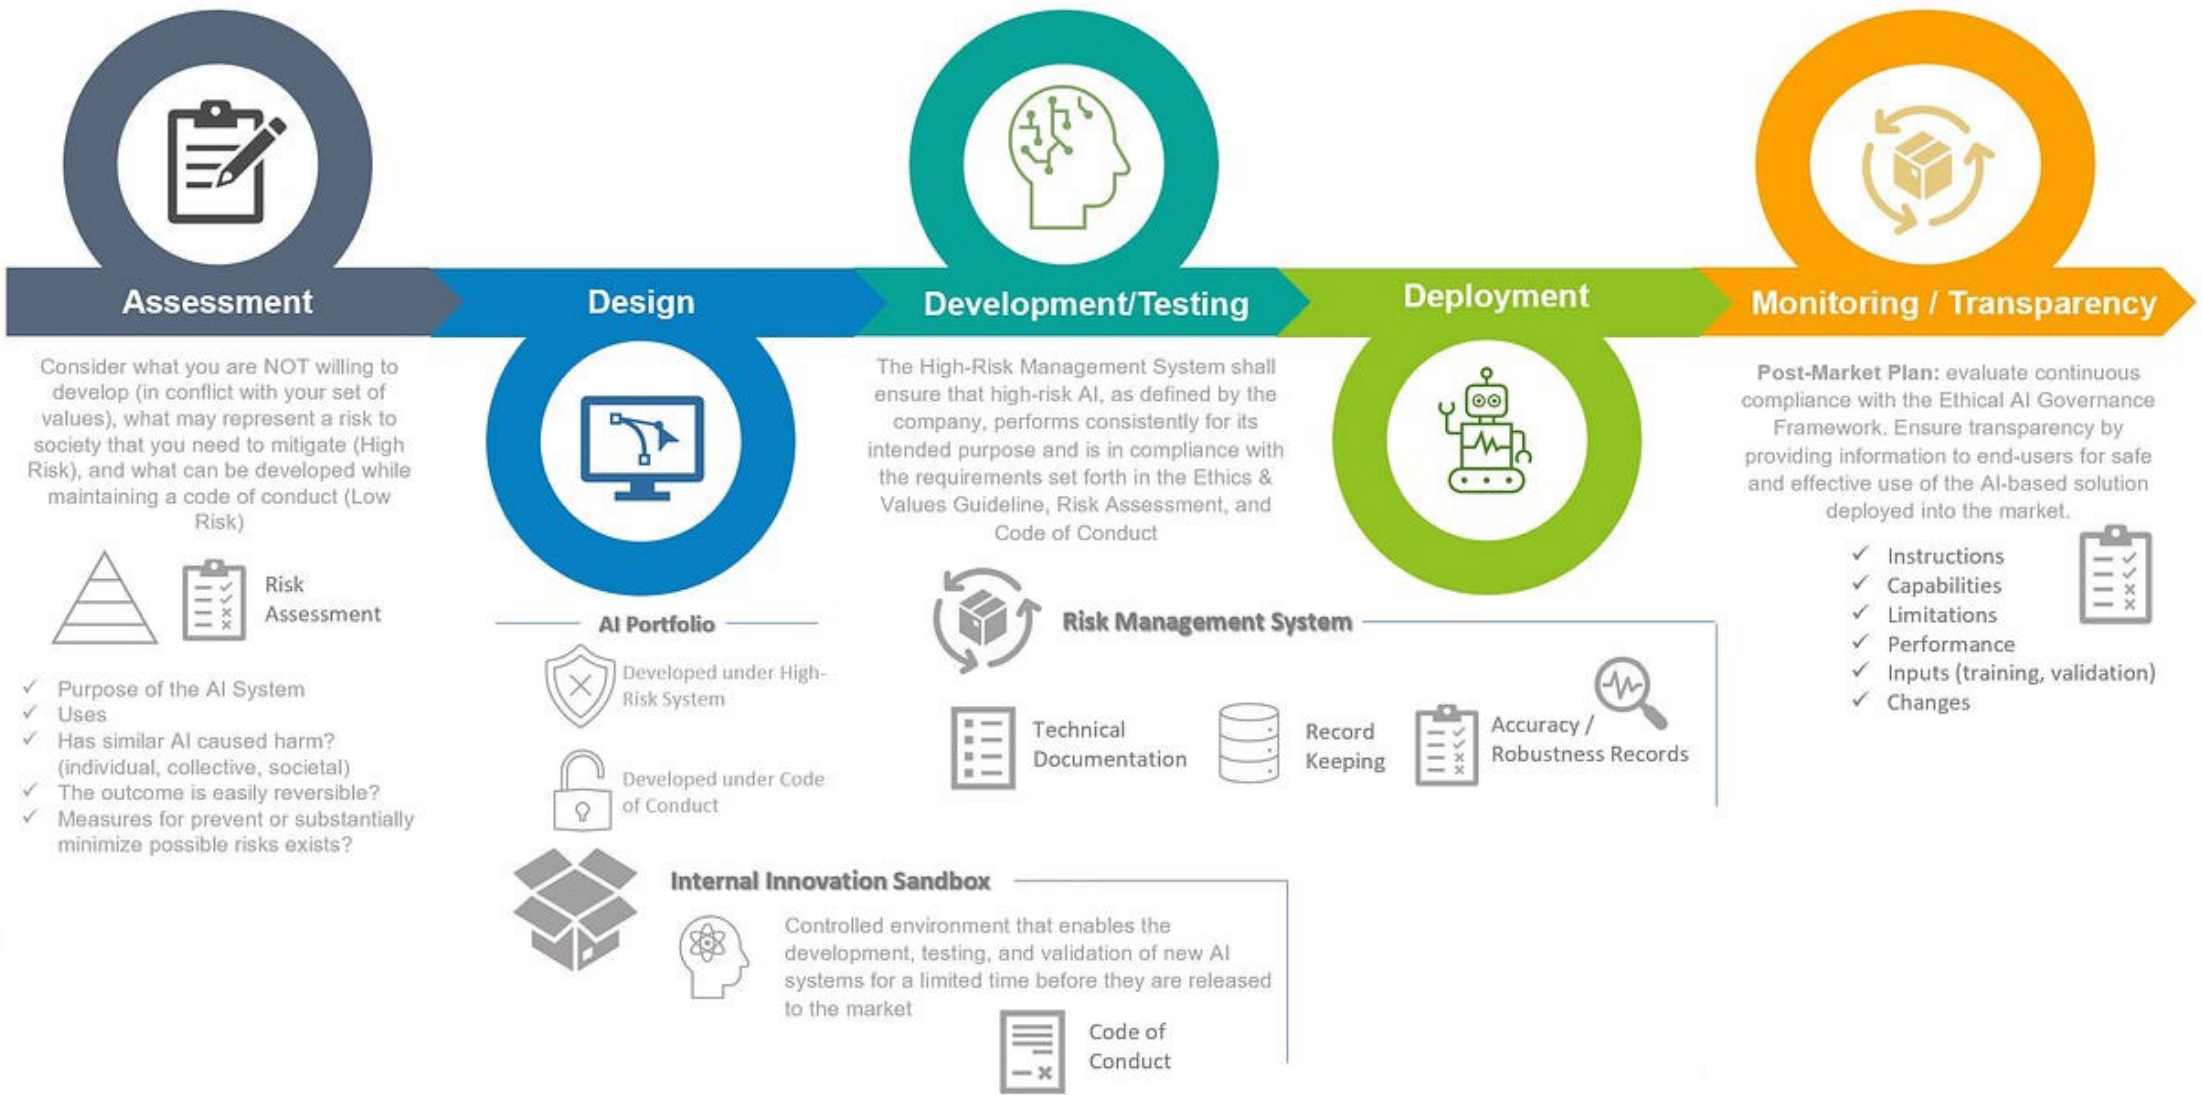 Assessment
Design
Development/Testing
Deployment
Monitoring / Transparency
Consider what you are NOT willing to
develop (in conflict with your set of
values), what may represent a risk to
society that you need to mitigate (High
Risk), and what can be developed while
maintaining a code of conduct (Low
Risk)
Risk
Assessment
✓ Purpose of the AI System
✓ Uses
✓ Has similar AI caused harm?
(individual, collective, societal)
✓ The outcome is easily reversible?
✓ Measures for prevent or substantially
minimize possible risks exists?
AI Portfolio
Developed under High-
Risk System
Developed under Code
of Conduct
Internal Innovation Sandbox
Controlled environment that enables the
development, testing, and validation of new AI
systems for a limited time before they are released
to the market
Code of
Conduct
The High-Risk Management System shall
ensure that high-risk AI, as defined by the
company, performs consistently for its
intended purpose and is in compliance with
the requirements set forth in the Ethics &
Values Guideline, Risk Assessment, and
Code of Conduct
Risk Management System
Technical
Documentation
Record
Keeping
Accuracy /
Robustness Records
Post-Market Plan: evaluate continuous
compliance with the Ethical AI Governance
Framework. Ensure transparency by
providing information to end-users for safe
and effective use of the AI-based solution
deployed into the market.
✓ Instructions
✓ Capabilities
✓ Limitations
✓ Performance
✓ Inputs (training, validation)
✓ Changes